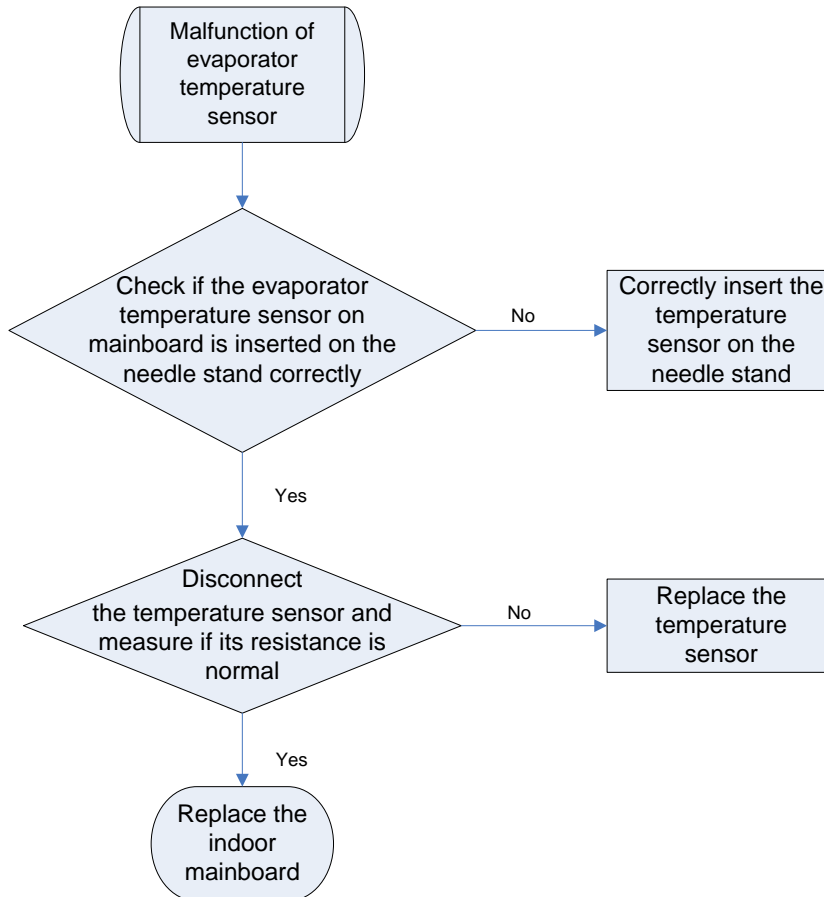 Malfunction of
evaporator
temperature
sensor
Check if the evaporator
temperature sensor on
mainboard is inserted on the
needle stand correctly
No
Correctly insert the
temperature
sensor on the
needle stand
Yes
Disconnect
the temperature sensor and
measure if its resistance is
normal
No
Replace the
temperature
sensor
Yes
Replace the
indoor
mainboard